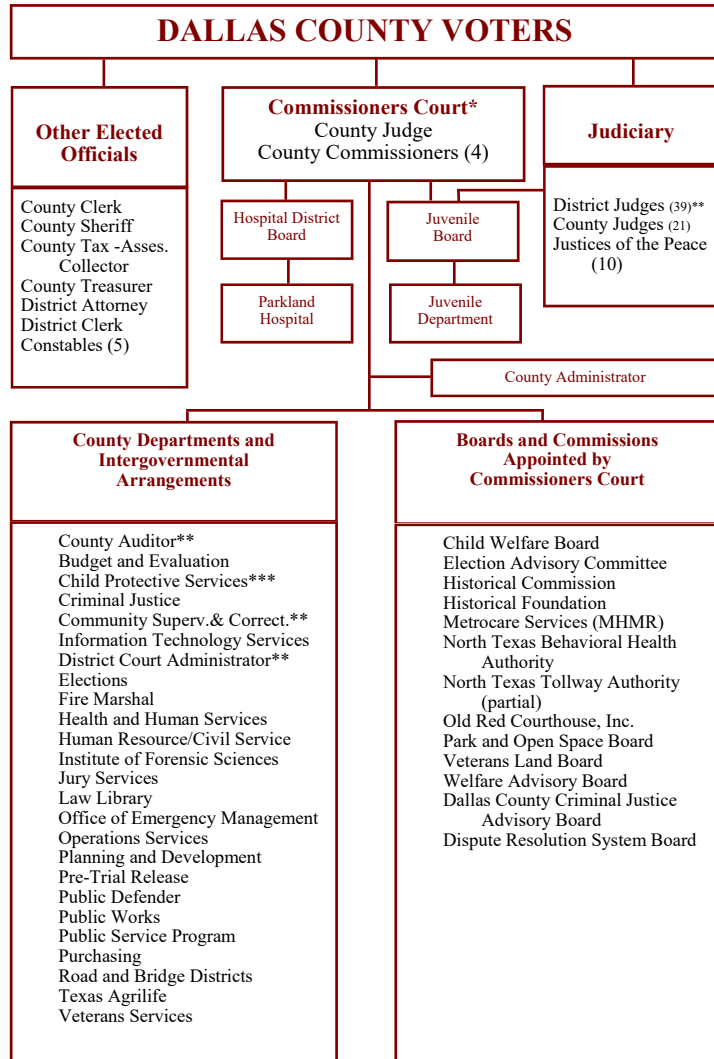 DALLAS COUNTY VOTERS
Other Elected
Officials
County Clerk
County Sheriff
County Tax -Asses.
Collector
County Treasurer
District Attorney
District Clerk
Constables (5)
Commissioners Court*
County Judge
County Commissioners (4)
Judiciary
District Judges (39)**
County Judges (21)
Justices of the Peace
(10)
Hospital District
Board
Juvenile
Board
Parkland
Hospital
Juvenile
Department
County Administrator
County Departments and
Intergovernmental
Arrangements
County Auditor**
Budget and Evaluation
Child Protective Services***
Criminal Justice
Community Superv.& Correct.**
Information Technology Services
District Court Administrator**
Elections
Fire Marshal
Health and Human Services
Human Resource/Civil Service
Institute of Forensic Sciences
Jury Services
Law Library
Office of Emergency Management
Operations Services
Planning and Development
Pre-Trial Release
Public Defender
Public Works
Public Service Program
Purchasing
Road and Bridge Districts
Texas Agrilife
Veterans Services
Boards and Commissions
Appointed by
Commissioners Court
Child Welfare Board
Election Advisory Committee
Historical Commission
Historical Foundation
Metrocare Services (MHMR)
North Texas Behavioral Health
Authority
North Texas Tollway Authority
(partial)
Old Red Courthouse, Inc.
Park and Open Space Board
Veterans Land Board
Welfare Advisory Board
Dallas County Criminal Justice
Advisory Board
Dispute Resolution System Board